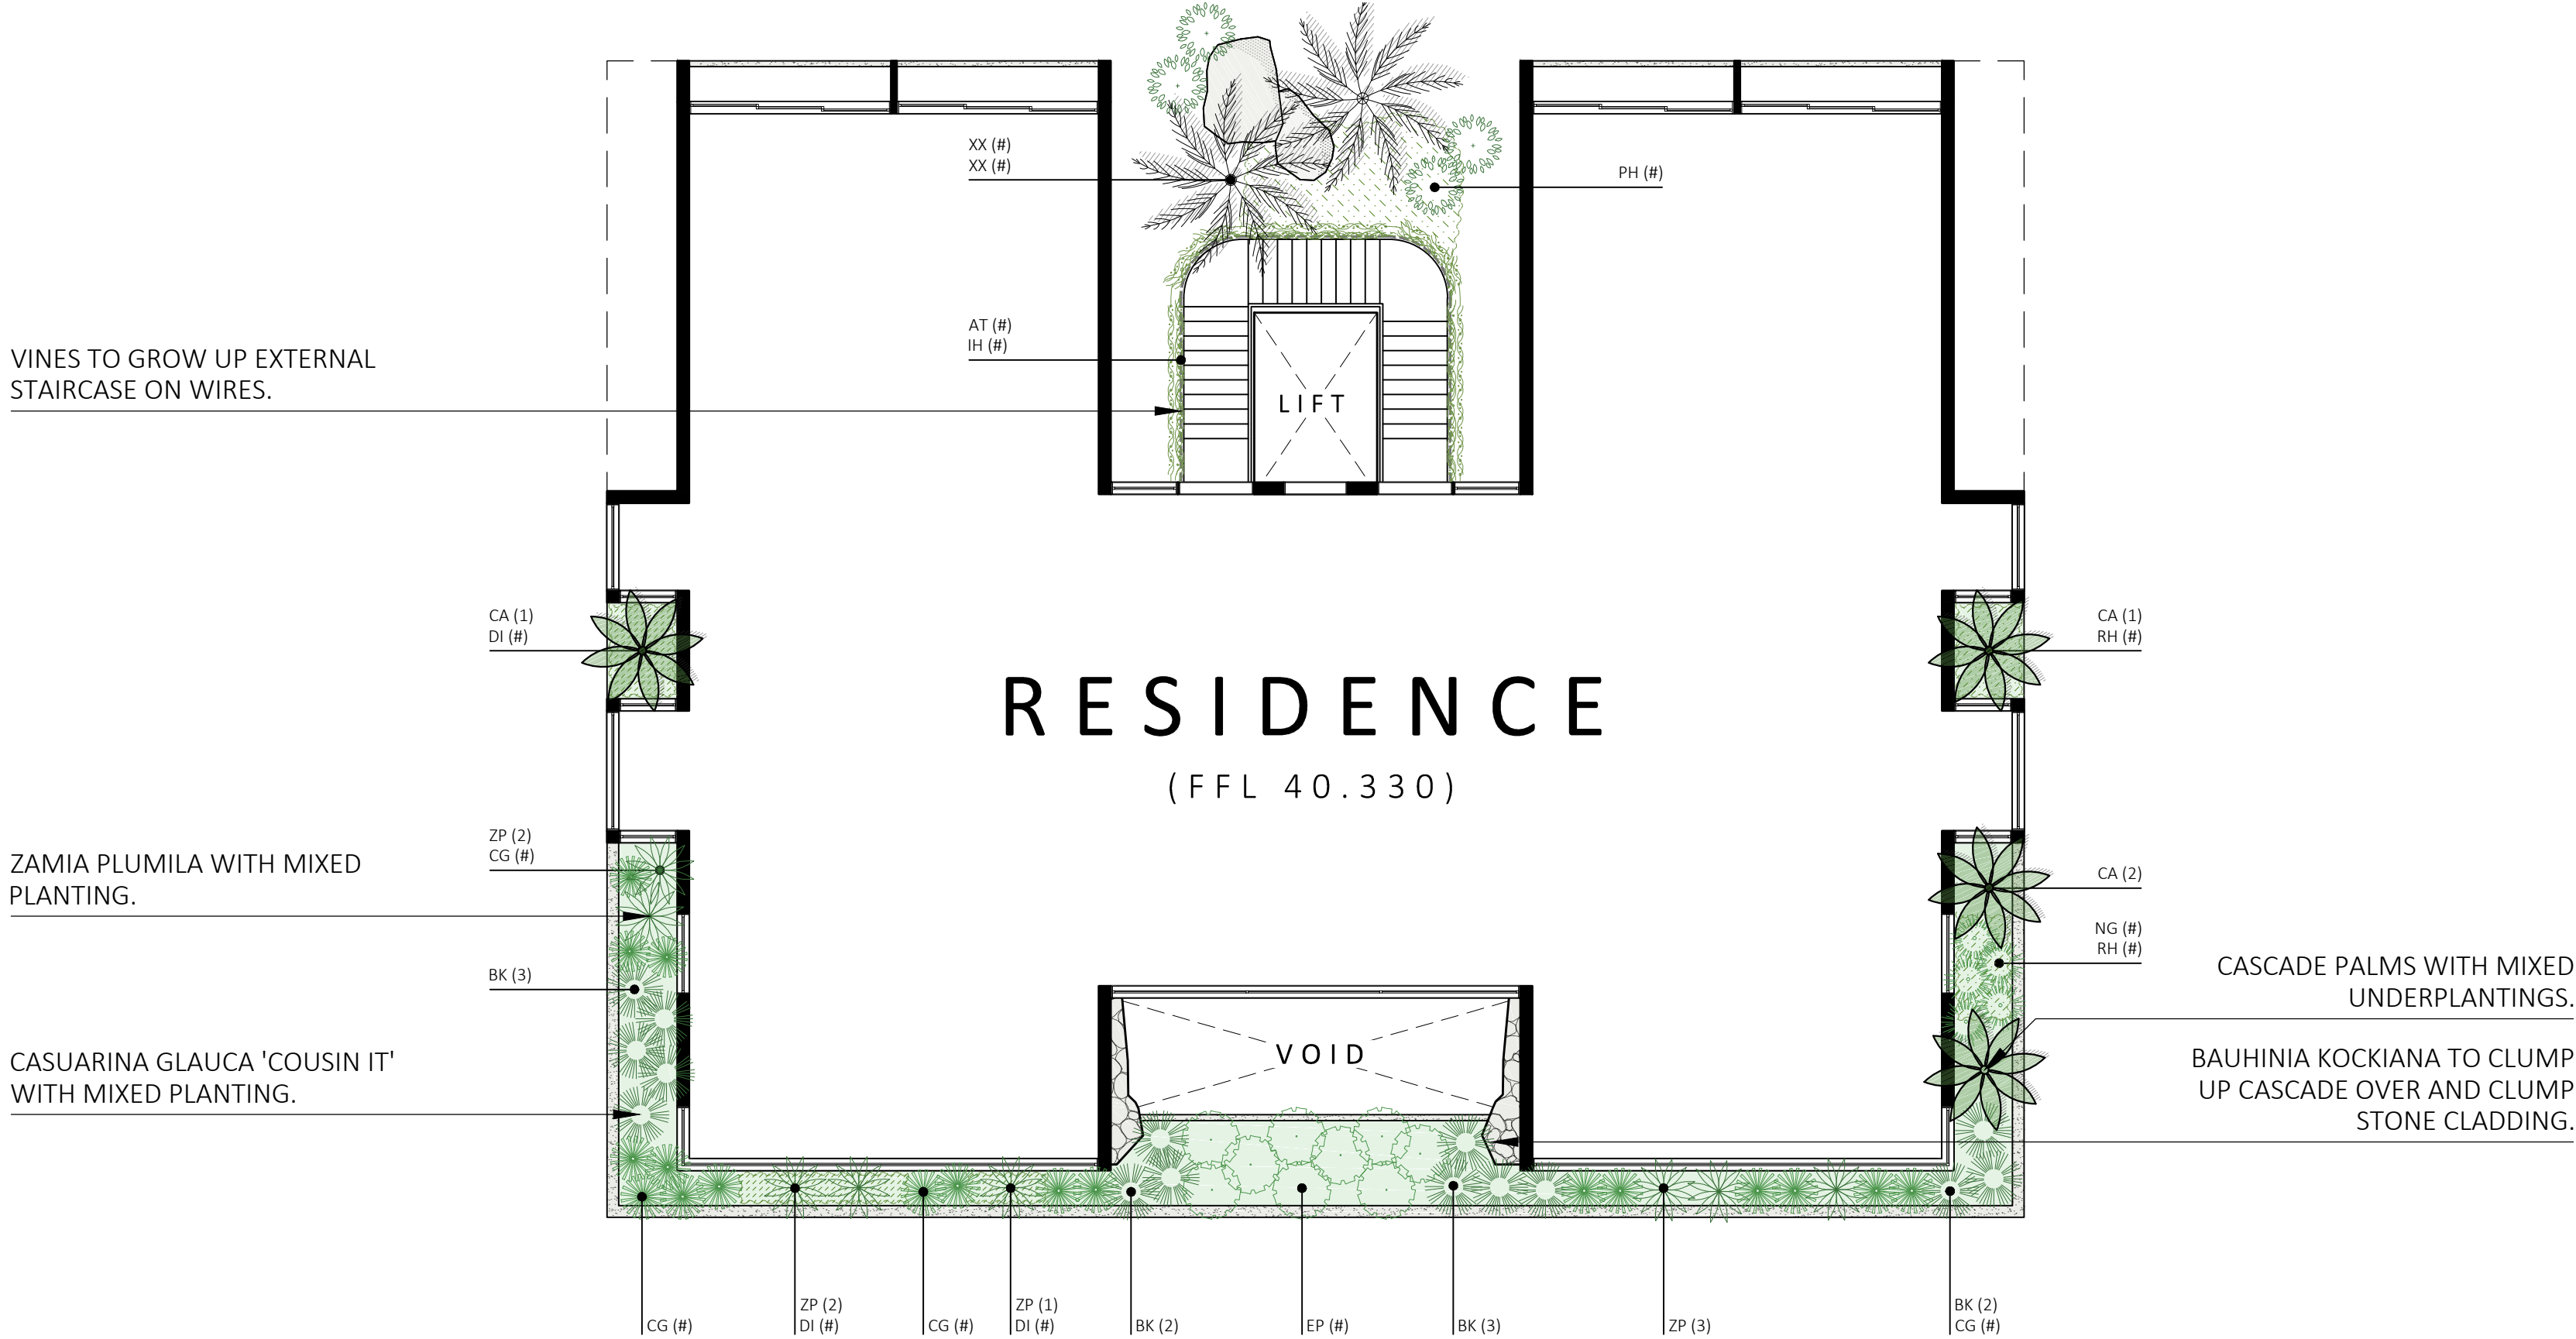 XX (#)
XX (#)
PH (#)
AT (#)
IH (#)
VINES TO GROW UP EXTERNAL
STAIRCASE ON WIRES.
LIFT
CA (1)
DI (#)
CA (1)
RH (#)
RESIDENCE
(FFL 40.330)
ZP (2)
CG (#)
ZAMIA PLUMILA WITH MIXED
PLANTING.
CA (2)
NG (#)
RH (#)
BK (3)
CASCADE PALMS WITH MIXED
UNDERPLANTINGS.
VOID
CASUARINA GLAUCA 'COUSIN IT'
WITH MIXED PLANTING.
BAUHINIA KOCKIANA TO CLUMP
UP CASCADE OVER AND CLUMP
STONE CLADDING.
CG (#)
ZP (2)
DI (#)
CG (#)
ZP (1)
DI (#)
BK (2)
EP (#)
BK (3)
ZP (3)
BK (2)
CG (#)